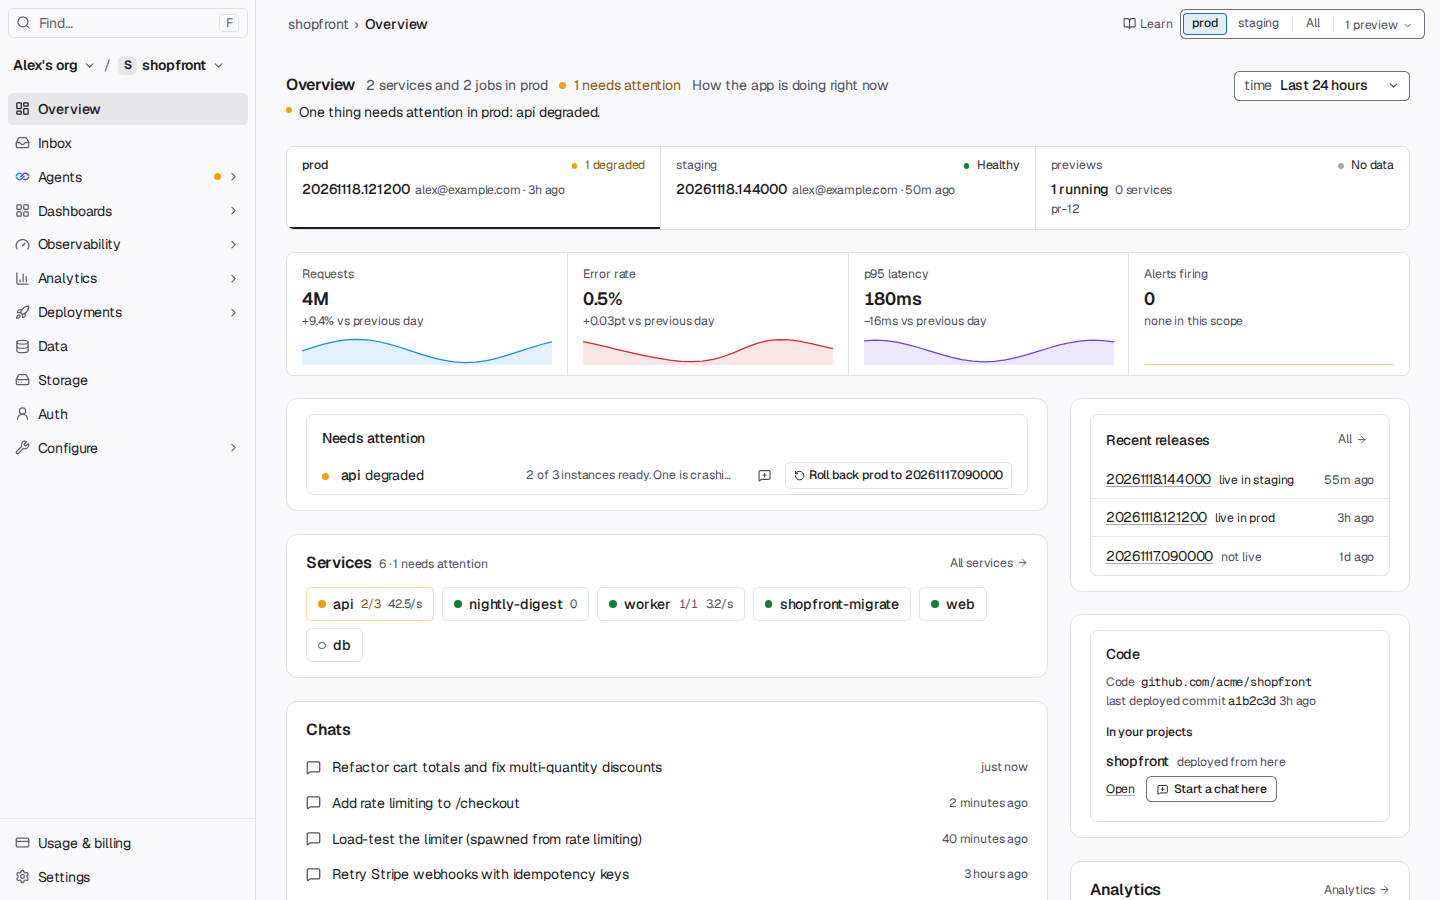 Find...
F
Alex's org / S shopfront
Overview
Inbox
Agents
Dashboards
Observability
Analytics
Deployments
Data
Storage
Auth
Configure
Usage & billing
Settings
shopfront › Overview
Learn
prod
staging
All
1 preview
Overview 2 services and 2 jobs in prod 1 needs attention How the app is doing right now
time Last 24 hours
One thing needs attention in prod: api degraded.
prod 1 degraded
20261118.121200 alex@example.com · 3h ago
staging Healthy
20261118.144000 alex@example.com · 50m ago
previews No data
1 running 0 services
pr-12
Requests
4M
+9.4% vs previous day
Error rate
0.5%
+0.03pt vs previous day
p95 latency
180ms
−16ms vs previous day
Alerts firing
0
none in this scope
Needs attention
api degraded 2 of 3 instances ready. One is crashi... Roll back prod to 20261117.090000
Services 6 · 1 needs attention All services →
api 2/3 42.5/s
nightly-digest 0
worker 1/1 3.2/s
shopfront-migrate
web
db
Chats
Refactor cart totals and fix multi-quantity discounts just now
Add rate limiting to /checkout 2 minutes ago
Load-test the limiter (spawned from rate limiting) 40 minutes ago
Retry Stripe webhooks with idempotency keys 3 hours ago
Recent releases All →
20261118.144000 live in staging 55m ago
20261118.121200 live in prod 3h ago
20261117.090000 not live 1d ago
Code
Code github.com/acme/shopfront
last deployed commit a1b2c3d 3h ago
In your projects
shopfront deployed from here
Open Start a chat here
Analytics Analytics →